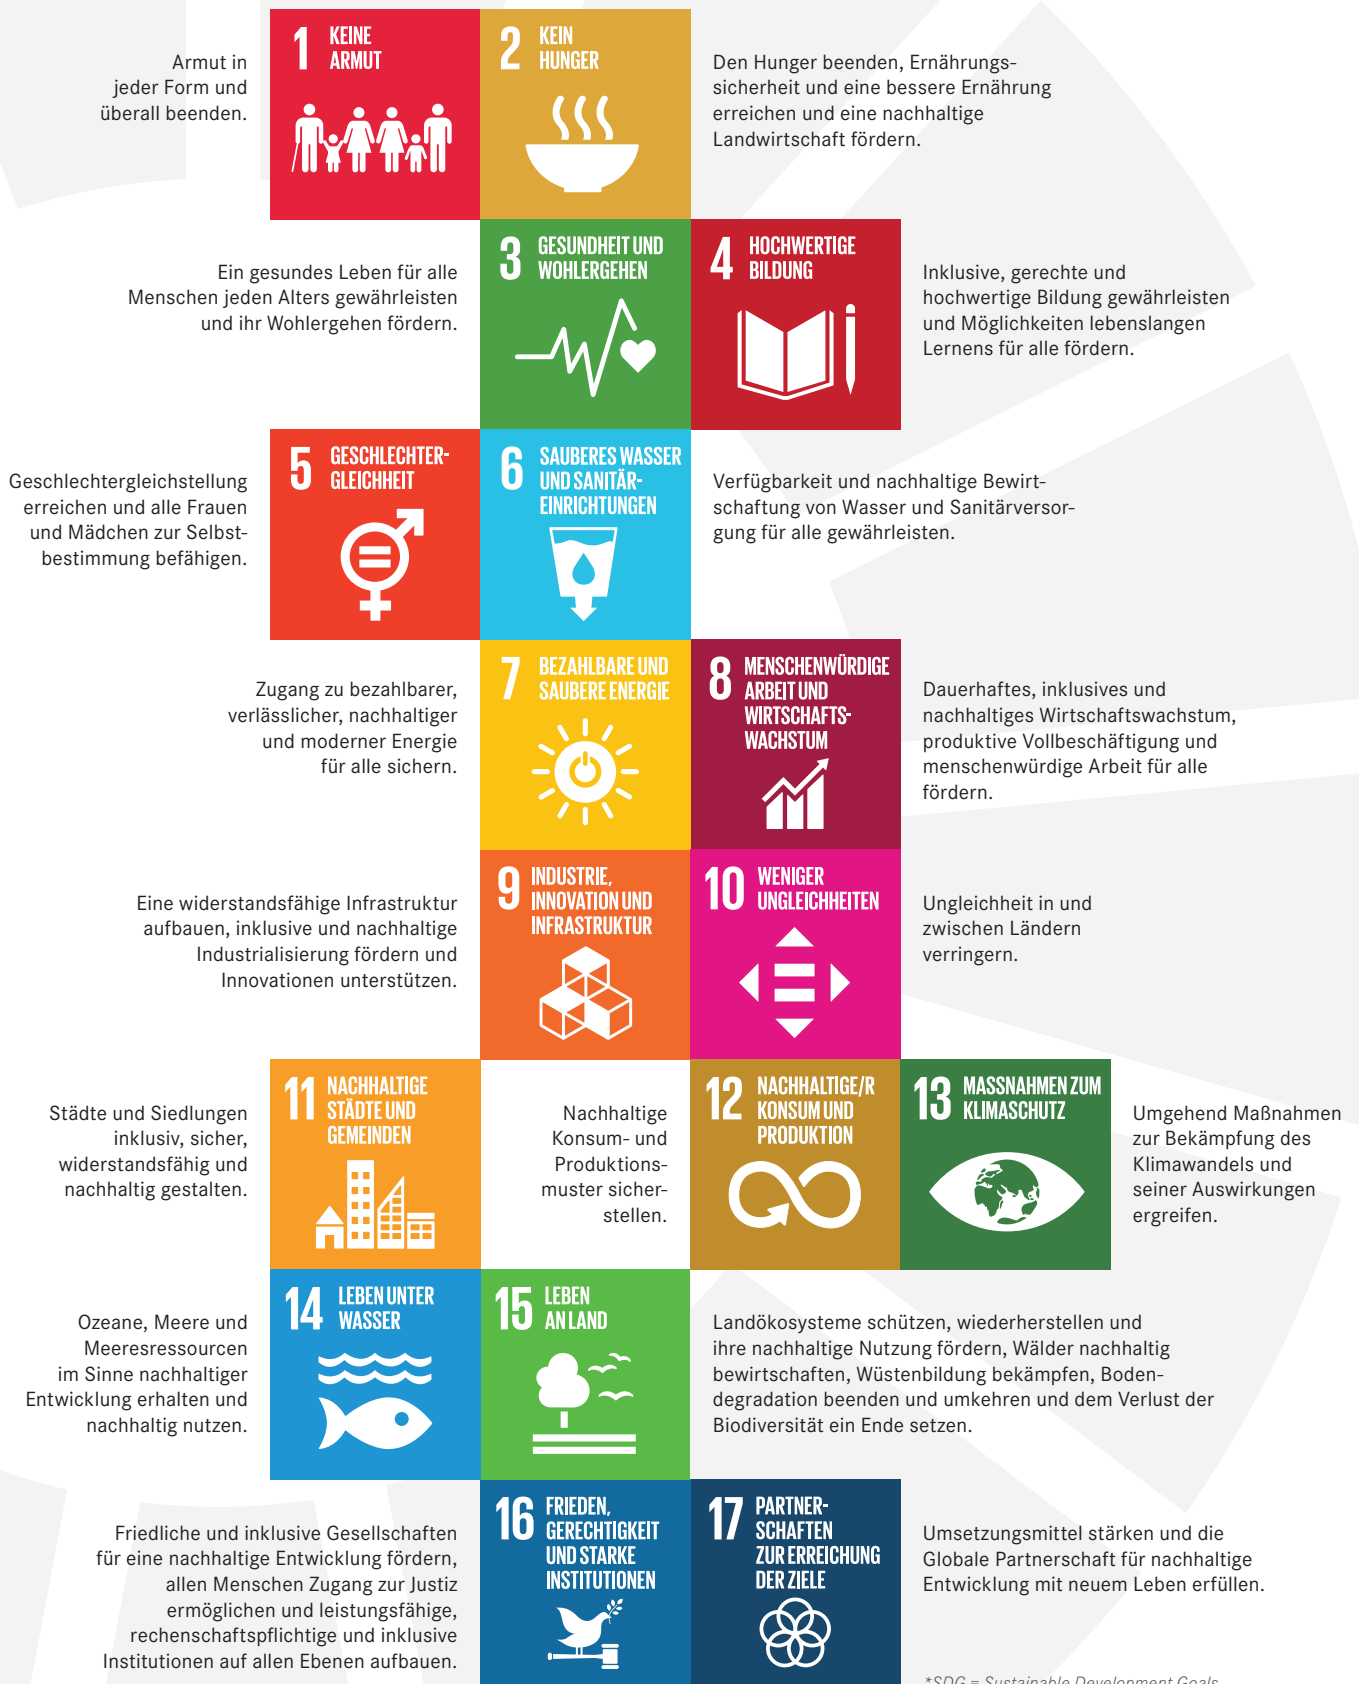 1 KEINE
ARMUT
Armut in
jeder Form und
überall beenden.
2 KEIN
HUNGER
Den Hunger beenden, Ernährungs-
sicherheit und eine bessere Ernährung
erreichen und eine nachhaltige
Landwirtschaft fördern.
3 GESUNDHEIT UND
WOHLERGEHEN
Ein gesundes Leben für alle
Menschen jeden Alters gewährleisten
und ihr Wohlergehen fördern.
4 HOCHWERTIGE
BILDUNG
Inklusive, gerechte und
hochwertige Bildung gewährleisten
und Möglichkeiten lebenslangen
Lernens für alle fördern.
5 GESCHLECHTER-
GLEICHHEIT
Geschlechtergleichstellung
erreichen und alle Frauen
und Mädchen zur Selbst-
bestimmung befähigen.
6 SAUBERES WASSER
UND SANITÄR-
EINRICHTUNGEN
Verfügbarkeit und nachhaltige Bewirt-
schaftung von Wasser und Sanitärversor-
gung für alle gewährleisten.
7 BEZAHLBARE UND
SAUBERE ENERGIE
Zugang zu bezahlbarer,
verlässlicher, nachhaltiger
und moderner Energie
für alle sichern.
8 MENSCHENWÜRDIGE
ARBEIT UND
WIRTSCHAFTS-
WACHSTUM
Dauerhaftes, inklusives und
nachhaltiges Wirtschaftswachstum,
produktive Vollbeschäftigung und
menschenwürdige Arbeit für alle
fördern.
9 INDUSTRIE,
INNOVATION UND
INFRASTRUKTUR
Eine widerstandsfähige Infrastruktur
aufbauen, inklusive und nachhaltige
Industrialisierung fördern und
Innovationen unterstützen.
10 WENIGER
UNGLEICHHEITEN
Ungleichheit in und
zwischen Ländern
verringern.
11 NACHHALTIGE
STÄDTE UND
GEMEINDEN
Städte und Siedlungen
inklusiv, sicher,
widerstandsfähig und
nachhaltig gestalten.
12 NACHHALTIGE/R
KONSUM UND
PRODUKTION
Nachhaltige
Konsum- und
Produktions-
muster sicher-
stellen.
13 MASSNAHMEN ZUM
KLIMASCHUTZ
Umgehend Maßnahmen
zur Bekämpfung des
Klimawandels und
seiner Auswirkungen
ergreifen.
14 LEBEN UNTER
WASSER
Ozeane, Meere und
Meeresressourcen
im Sinne nachhaltiger
Entwicklung erhalten und
nachhaltig nutzen.
15 LEBEN
AN LAND
Landökosysteme schützen, wiederherstellen und
ihre nachhaltige Nutzung fördern, Wälder nachhaltig
bewirtschaften, Wüstenbildung bekämpfen, Boden-
degradation beenden und umkehren und dem Verlust der
Biodiversität ein Ende setzen.
16 FRIEDEN,
GERECHTIGKEIT
UND STARKE
INSTITUTIONEN
Friedliche und inklusive Gesellschaften
für eine nachhaltige Entwicklung fördern,
allen Menschen Zugang zur Justiz
ermöglichen und leistungsfähige,
rechenschaftspflichtige und inklusive
Institutionen auf allen Ebenen aufbauen.
17 PARTNER-
SCHAFTEN
ZUR ERREICHUNG
DER ZIELE
Umsetzungsmittel stärken und die
Globale Partnerschaft für nachhaltige
Entwicklung mit neuem Leben erfüllen.
*SDG = Sustainable Development Goals